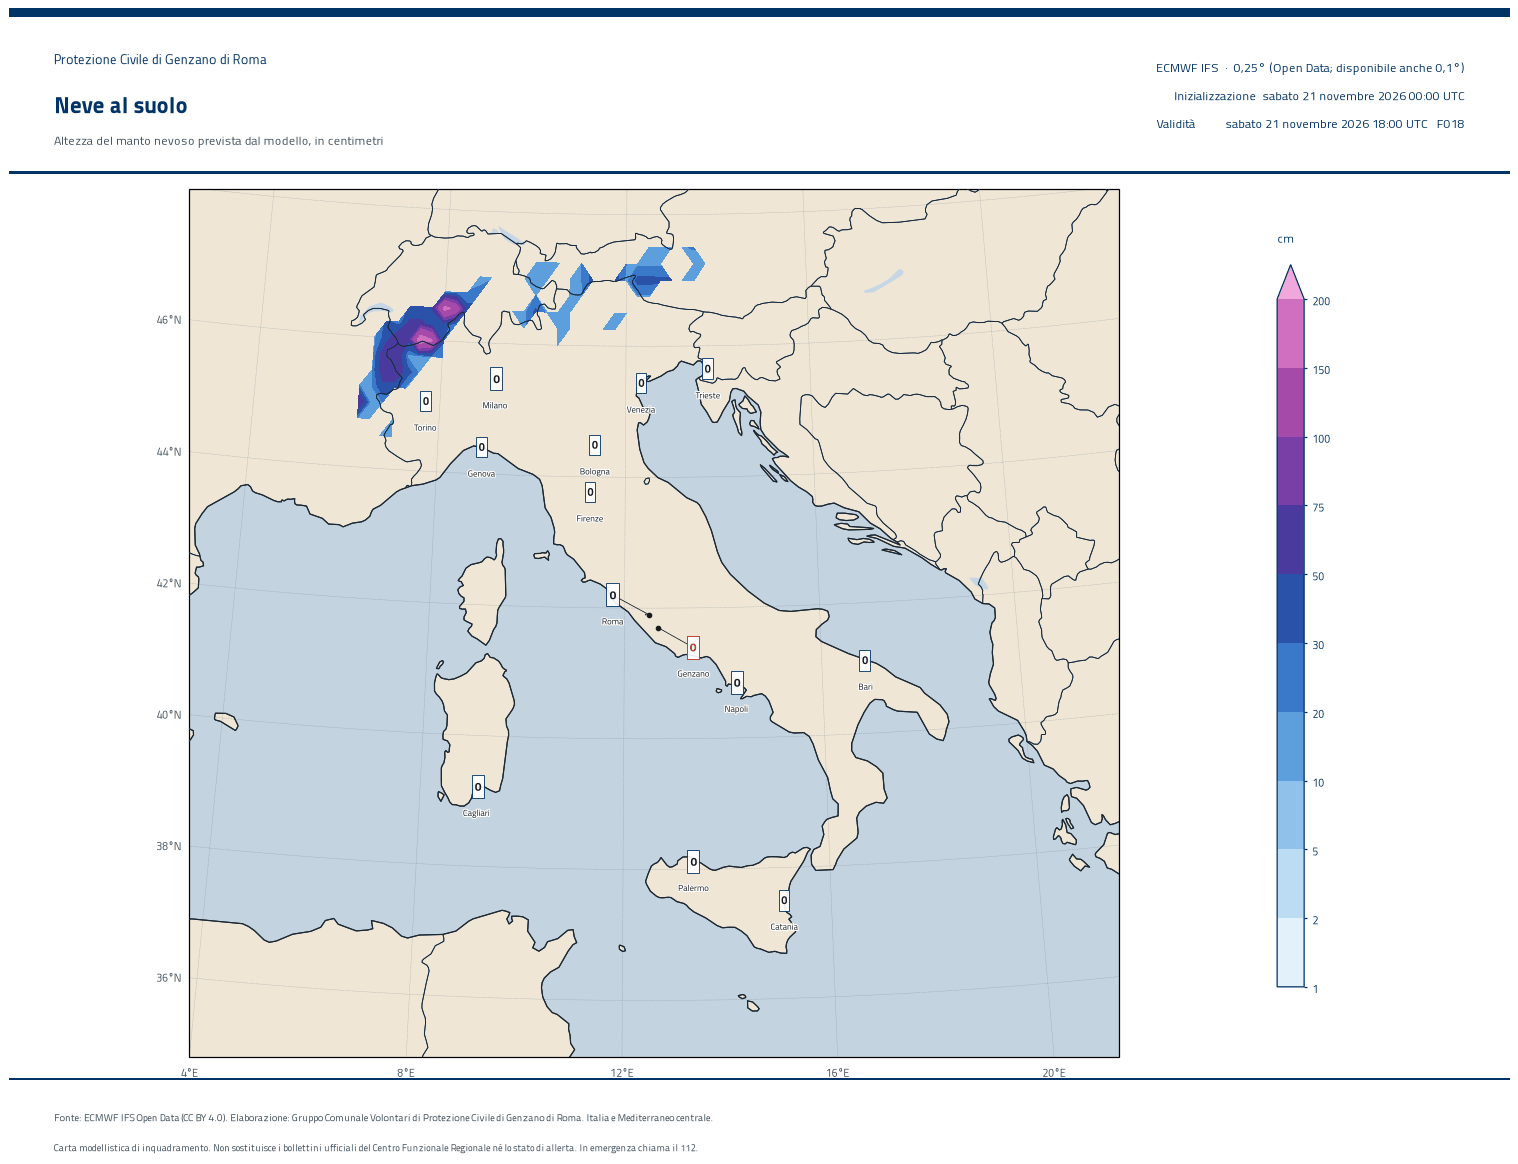 Protezione Civile di Genzano di Roma
Neve al suolo
Altezza del manto nevoso prevista dal modello, in centimetri
ECMWF IFS · 0,25° (Open Data; disponibile anche 0,1°)
Inizializzazione sabato 21 novembre 2026 00:00 UTC
Validità sabato 21 novembre 2026 18:00 UTC F018
cm
200
150
100
75
50
30
20
10
5
2
1
46°N
44°N
42°N
40°N
38°N
36°N
4°E
8°E
12°E
16°E
20°E
0
Torino
0
Milano
0
Venezia
0
Trieste
0
Genova
0
Bologna
0
Firenze
0
Roma
0
Genzano
0
Napoli
0
Bari
0
Cagliari
0
Palermo
0
Catania
Fonte: ECMWF IFS Open Data (CC BY 4.0). Elaborazione: Gruppo Comunale Volontari di Protezione Civile di Genzano di Roma. Italia e Mediterraneo centrale.
Carta modellistica di inquadramento. Non sostituisce i bollettini ufficiali del Centro Funzionale Regionale né lo stato di allerta. In emergenza chiama il 112.